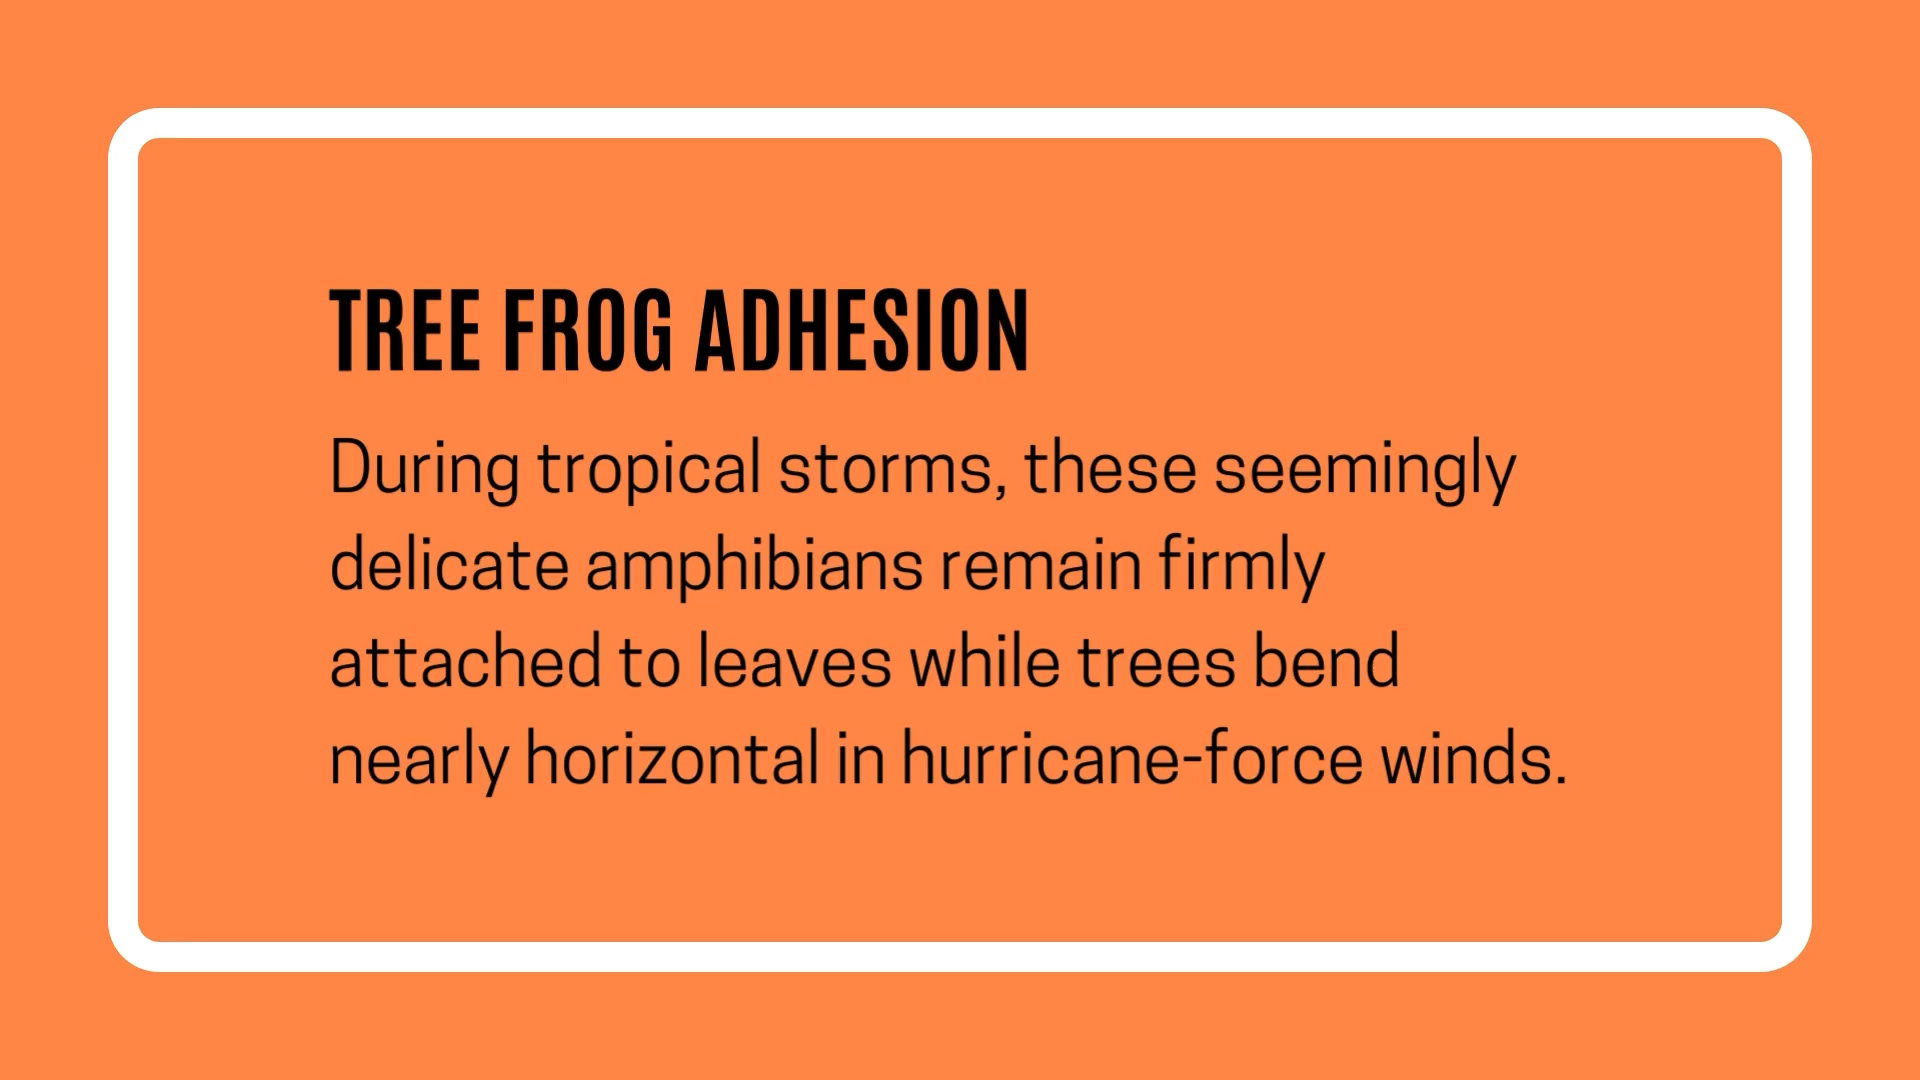 TREE FROG ADHESION
During tropical storms, these seemingly
delicate amphibians remain firmly
attached to leaves while trees bend
nearly horizontal in hurricane-force winds.